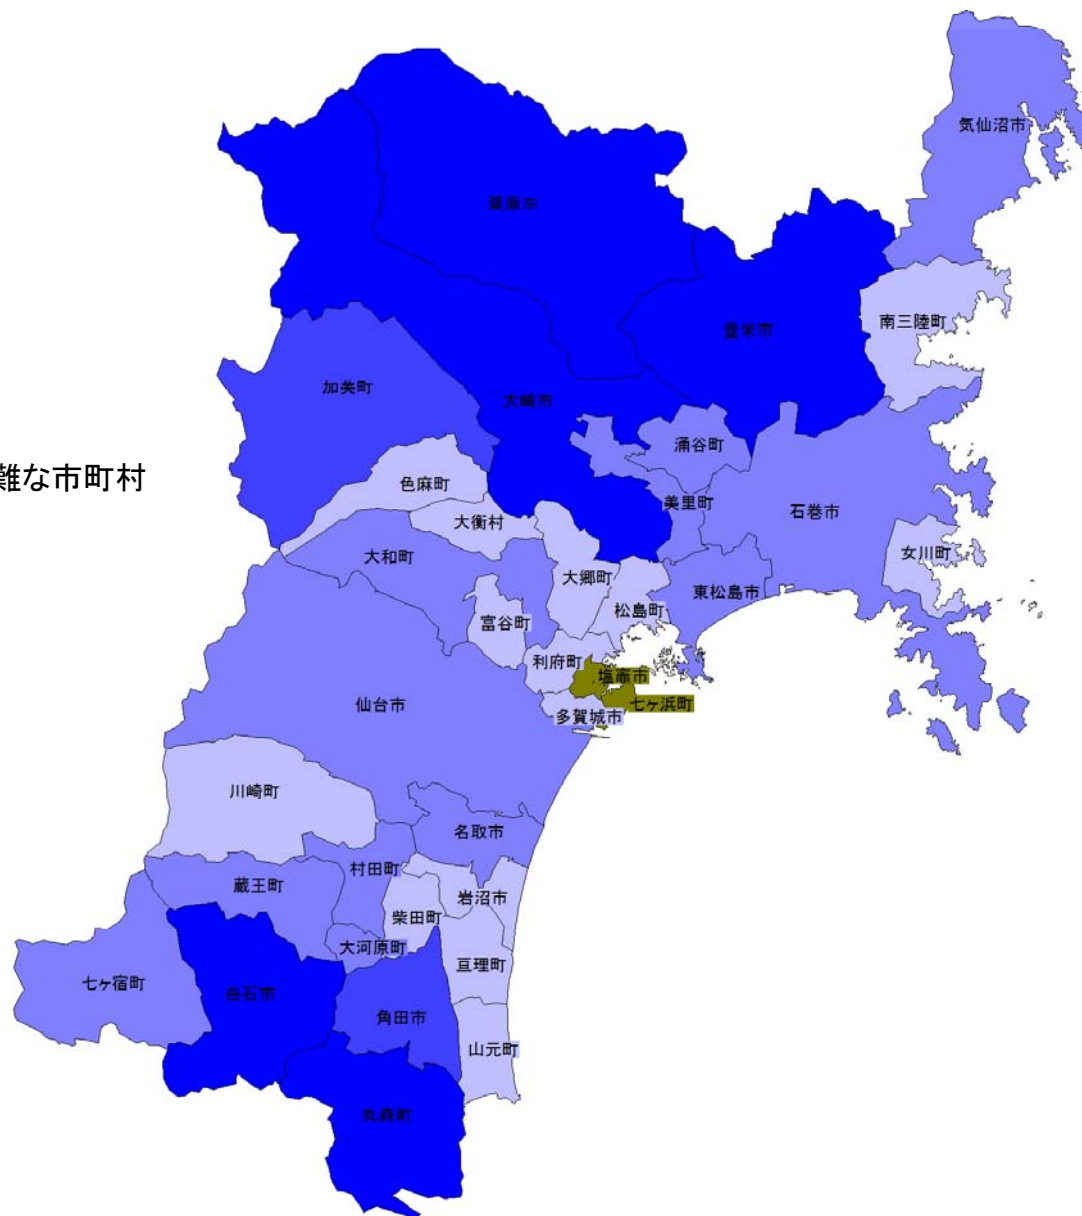 気仙沼市
栗原市
南三陸町
登米市
加美町
大崎市
涌谷町
難な市町村
色麻町
美里町
石巻市
大衡村
大和町
女川町
大郷町
東松島市
松島町
富谷町
利府町
塩竈市
七ヶ浜町
仙台市
多賀城市
川崎町
名取市
村田町
蔵王町
岩沼市
柴田町
大河原町
亘理町
七ヶ宿町
白石市
角田市
山元町
丸森町